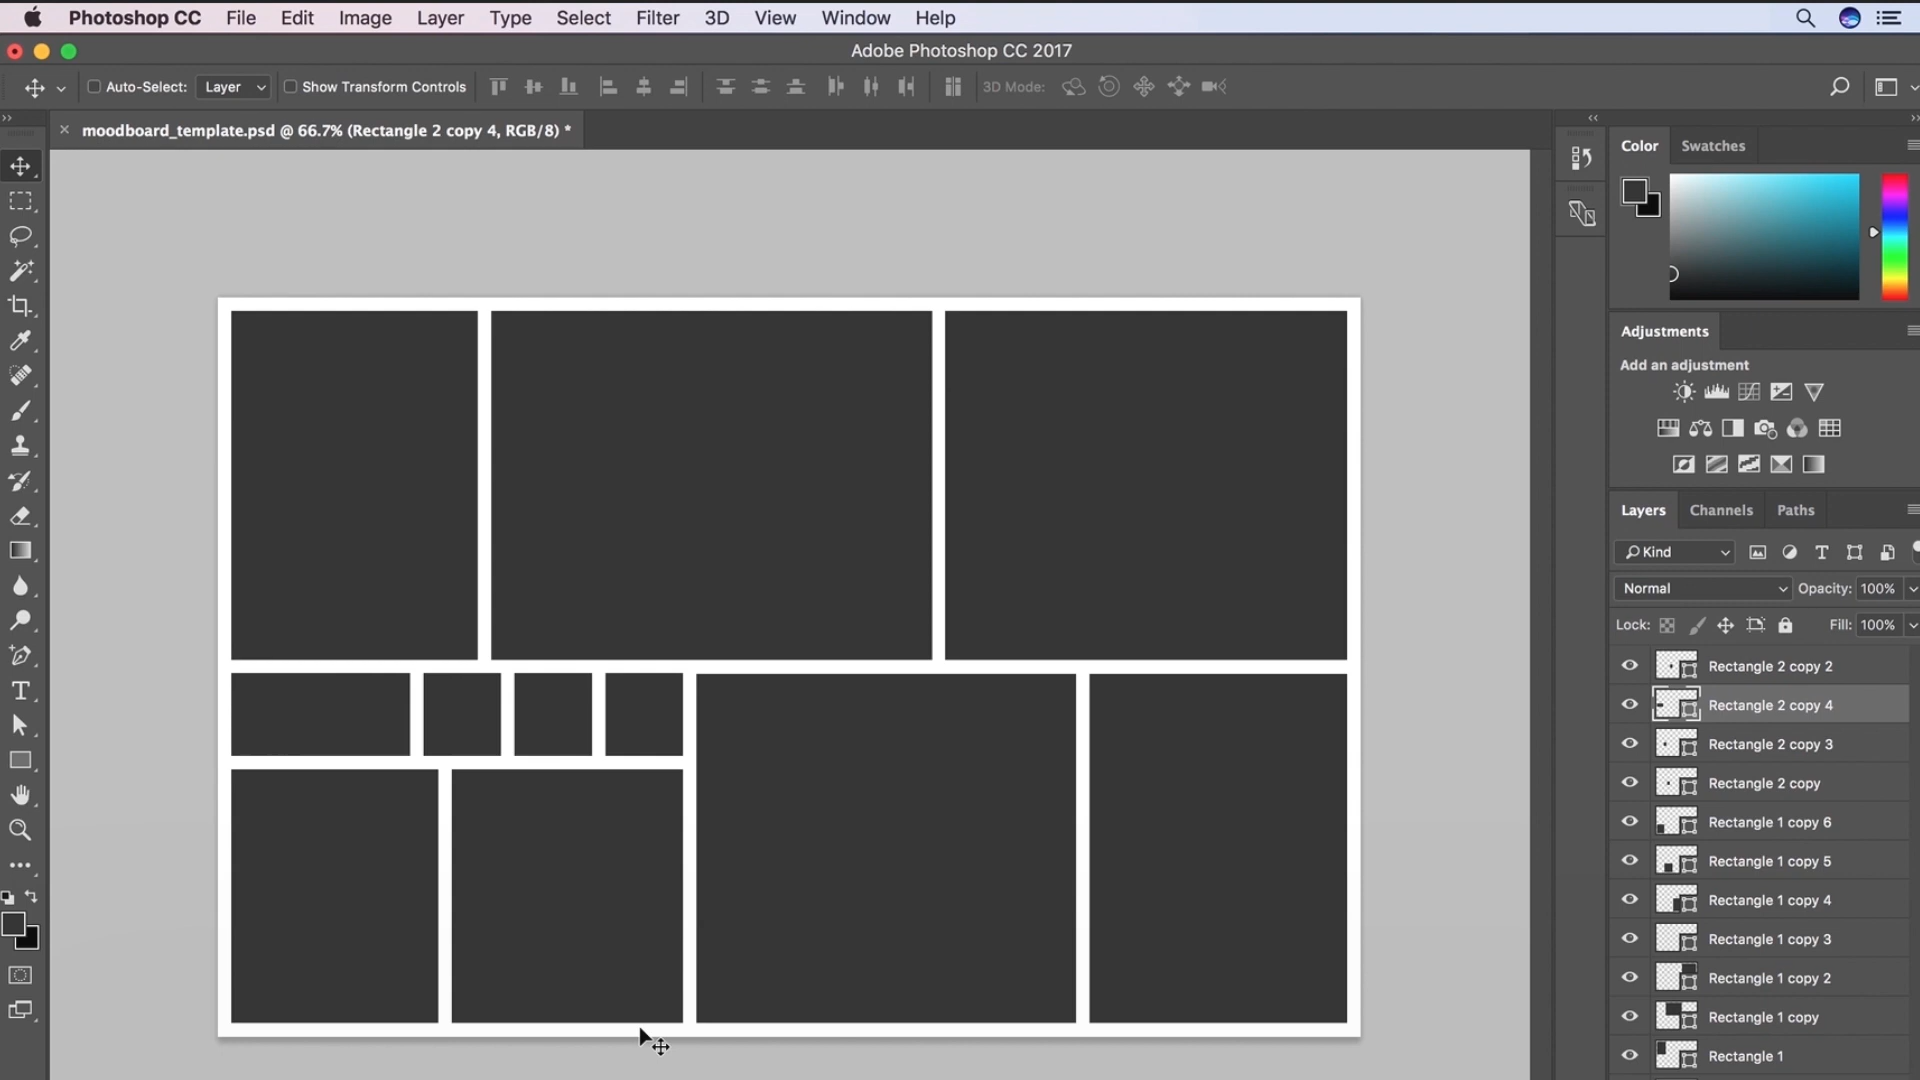 Photoshop CC File Edit Image Layer Type Select Filter 3D View Window Help
Adobe Photoshop CC 2017
Auto-Select: Layer Show Transform Controls 3D Mode:
moodboard_template.psd @ 66.7% (Rectangle 2 copy 4, RGB/8) *
Color Swatches
Adjustments
Add an adjustment
Layers Channels Paths
Kind T
Normal Opacity: 100%
Lock: Fill: 100%
Rectangle 2 copy 2
Rectangle 2 copy 4
Rectangle 2 copy 3
Rectangle 2 copy
Rectangle 1 copy 6
Rectangle 1 copy 5
Rectangle 1 copy 4
Rectangle 1 copy 3
Rectangle 1 copy 2
Rectangle 1 copy
Rectangle 1